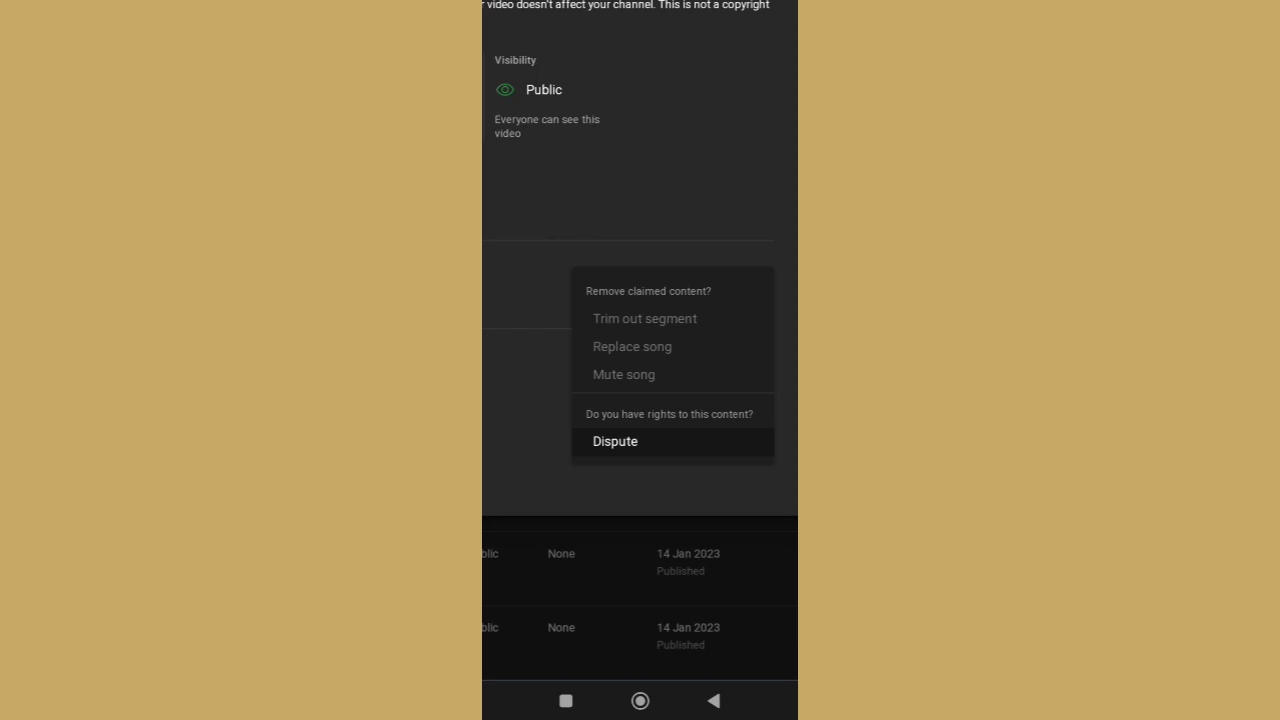 video doesn't affect your channel. This is not a copyright
Visibility
Public
Everyone can see this
video
Remove claimed content?
Trim out segment
Replace song
Mute song
Do you have rights to this content?
Dispute
blic None 14 Jan 2023
Published
blic None 14 Jan 2023
Published